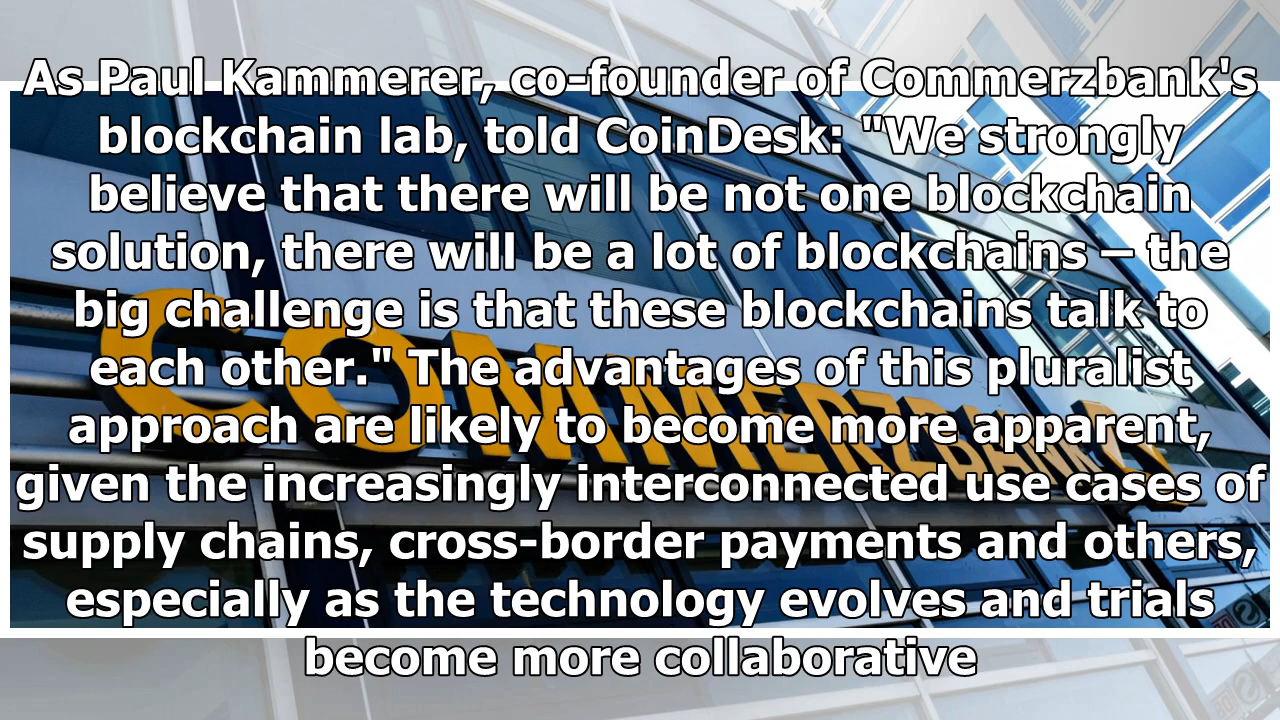 As Paul Kammerer, co-founder of Commerzbank's
blockchain lab, told CoinDesk: "We strongly
believe that there will be not one blockchain
solution, there will be a lot of blockchains – the
big challenge is that these blockchains talk to
each other." The advantages of this pluralist
approach are likely to become more apparent,
given the increasingly interconnected use cases of
supply chains, cross-border payments and others,
especially as the technology evolves and trials
become more collaborative
COMMERZBANK